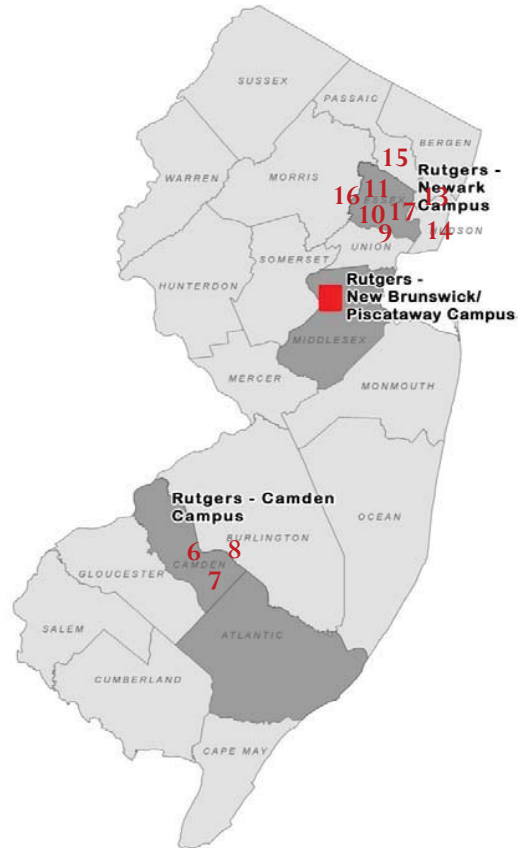 SUSSEX
PASSAIC
BERGEN
WARREN
MORRIS
15
Rutgers -
Newark
Campus
16
11
13
ESSEX
10
17
9
14
HUDSON
UNION
SOMERSET
HUNTERDON
Rutgers -
New Brunswick/
Piscataway Campus
MIDDLESEX
MERCER
MONMOUTH
Rutgers - Camden
Campus
OCEAN
BURLINGTON
6
8
CAMDEN
7
GLOUCESTER
SALEM
ATLANTIC
CUMBERLAND
CAPE MAY